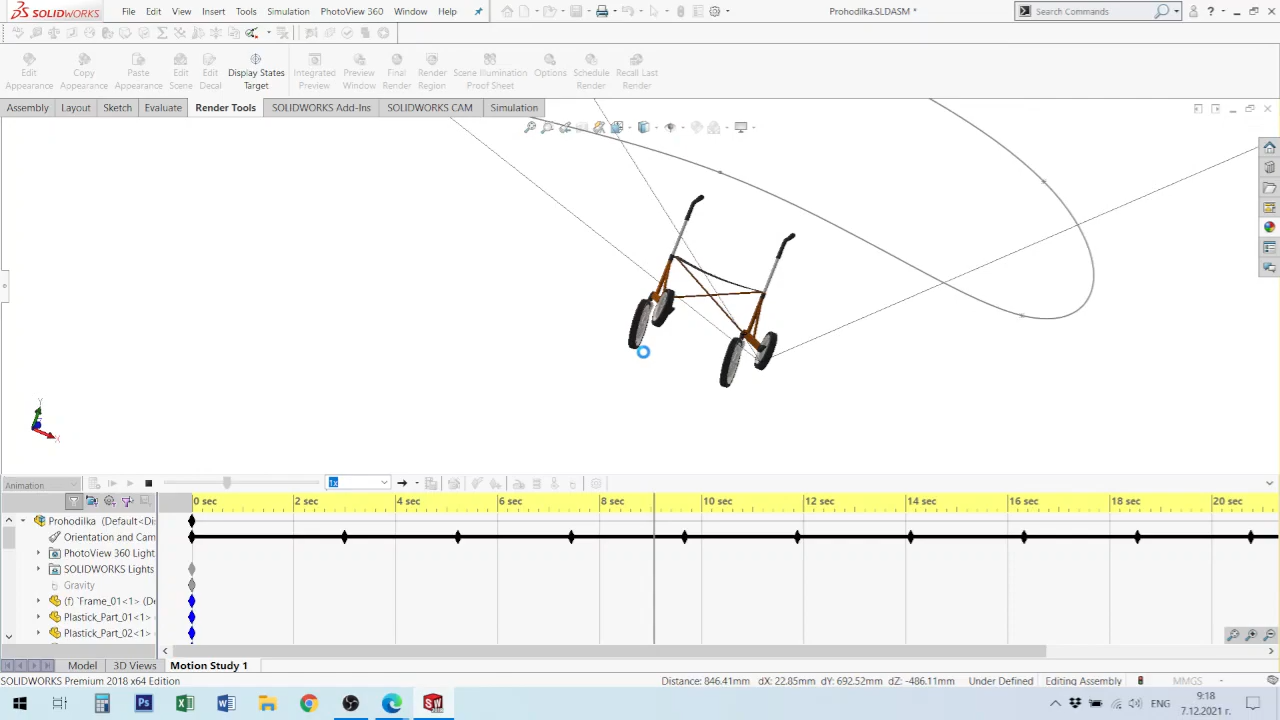 SOLIDWORKS File Edit View Insert Tools Simulation PhotoView 360 Window Help Prohodilka.SLDASM * Search Commands ?
Edit Appearance
Copy Appearance
Paste Appearance
Edit Scene
Edit Decal
Display States Target
Integrated Preview
Preview Window
Final Render
Render Region
Scene Illumination Proof Sheet
Options
Schedule Render
Recall Last Render
Assembly Layout Sketch Evaluate Render Tools SOLIDWORKS Add-Ins SOLIDWORKS CAM Simulation
Y
X
Animation 1x
0 sec 2 sec 4 sec 6 sec 8 sec 10 sec 12 sec 14 sec 16 sec 18 sec 20 sec
Prohodilka (Default<Di
Orientation and Cam
PhotoView 360 Light
SOLIDWORKS Lights
Gravity
(f) `Frame_01<1> (De
Plastick_Part_01<1> (
Plastick_Part_02<1> (
Model 3D Views Motion Study 1
SOLIDWORKS Premium 2018 x64 Edition Distance: 846.41mm dX: 22.85mm dY: 692.52mm dZ: -486.11mm Under Defined Editing Assembly MMGS -
Ps SW 2018 ENG 9:18
7.12.2021 г.